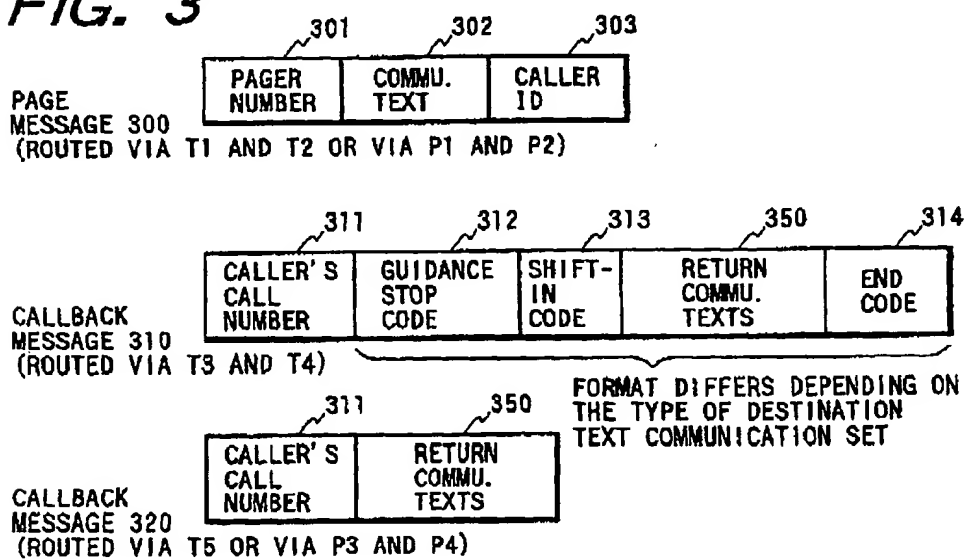 FIG. 3
301 302 303
PAGER NUMBER COMMU. TEXT CALLER ID
PAGE
MESSAGE 300
(ROUTED VIA T1 AND T2 OR VIA P1 AND P2)
311 312 313 350 314
CALLER'S CALL NUMBER GUIDANCE STOP CODE SHIFT-IN CODE RETURN COMMU. TEXTS END CODE
CALLBACK
MESSAGE 310
(ROUTED VIA T3 AND T4)
FORMAT DIFFERS DEPENDING ON
THE TYPE OF DESTINATION
TEXT COMMUNICATION SET
311 350
CALLER'S CALL NUMBER RETURN COMMU. TEXTS
CALLBACK
MESSAGE 320
(ROUTED VIA T5 OR VIA P3 AND P4)